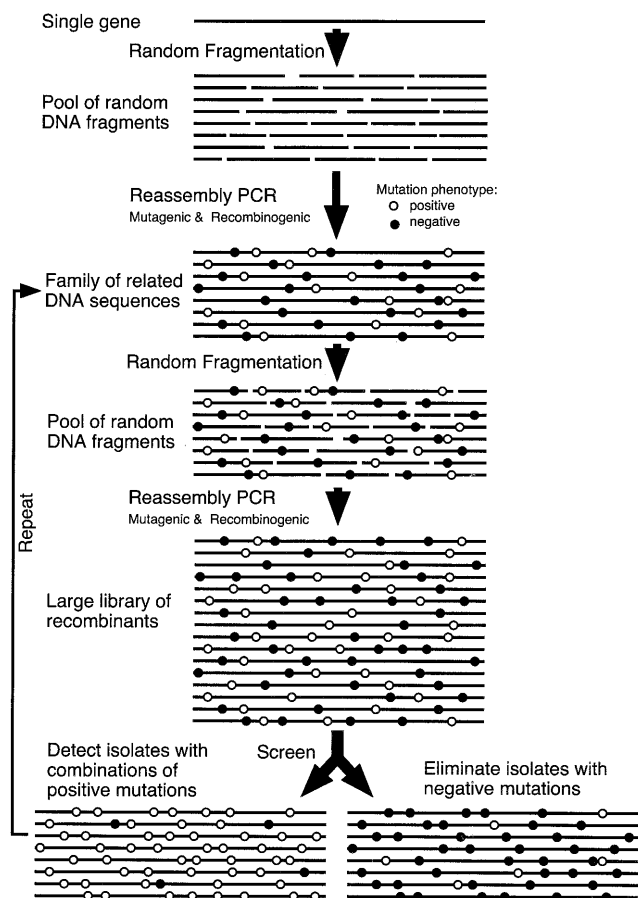 Single gene
Random Fragmentation
Pool of random
DNA fragments
Reassembly PCR
Mutagenic & Recombinogenic
Mutation phenotype:
positive
negative
Family of related
DNA sequences
Random Fragmentation
Pool of random
DNA fragments
Reassembly PCR
Mutagenic & Recombinogenic
Repeat
Large library of
recombinants
Screen
Detect isolates with
combinations of
positive mutations
Eliminate isolates with
negative mutations